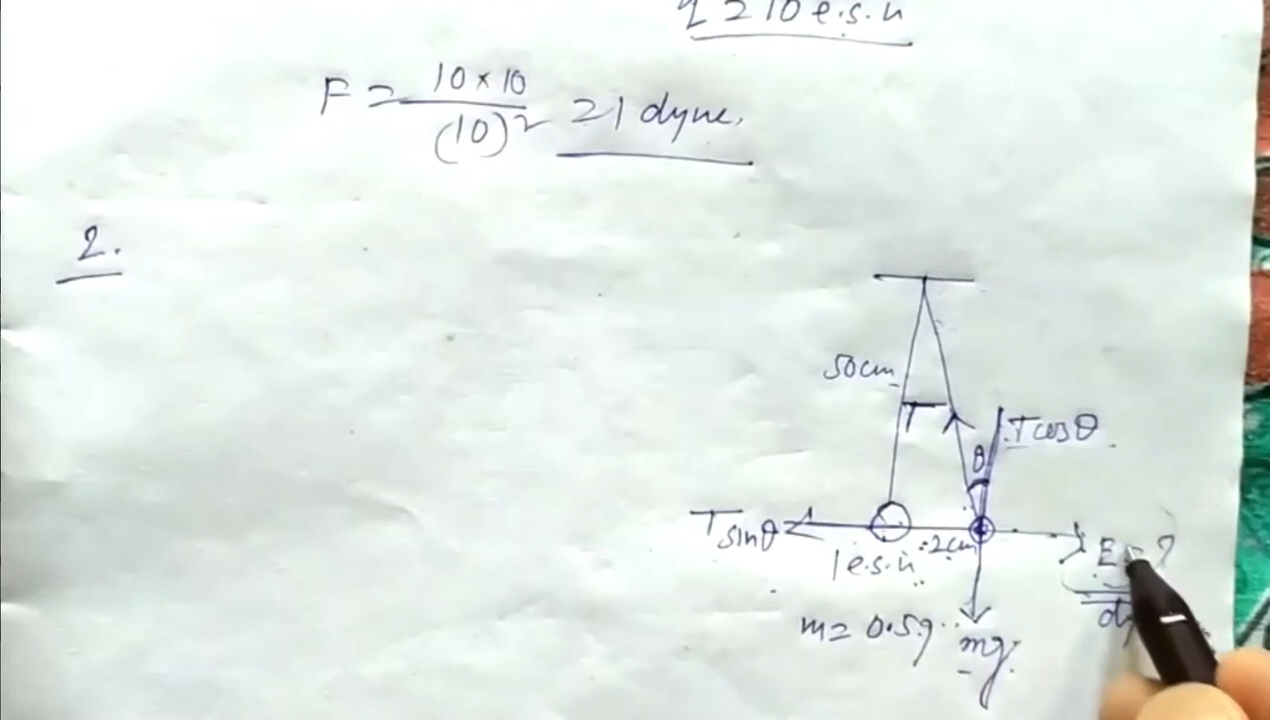 q = 10 e.s.u
F = 10 × 10 / (10)² = 1 dyne.
2.
50cm
T
T cos θ
θ
T sin θ
2cm
1 e.s.u
m = 0.5g
mg